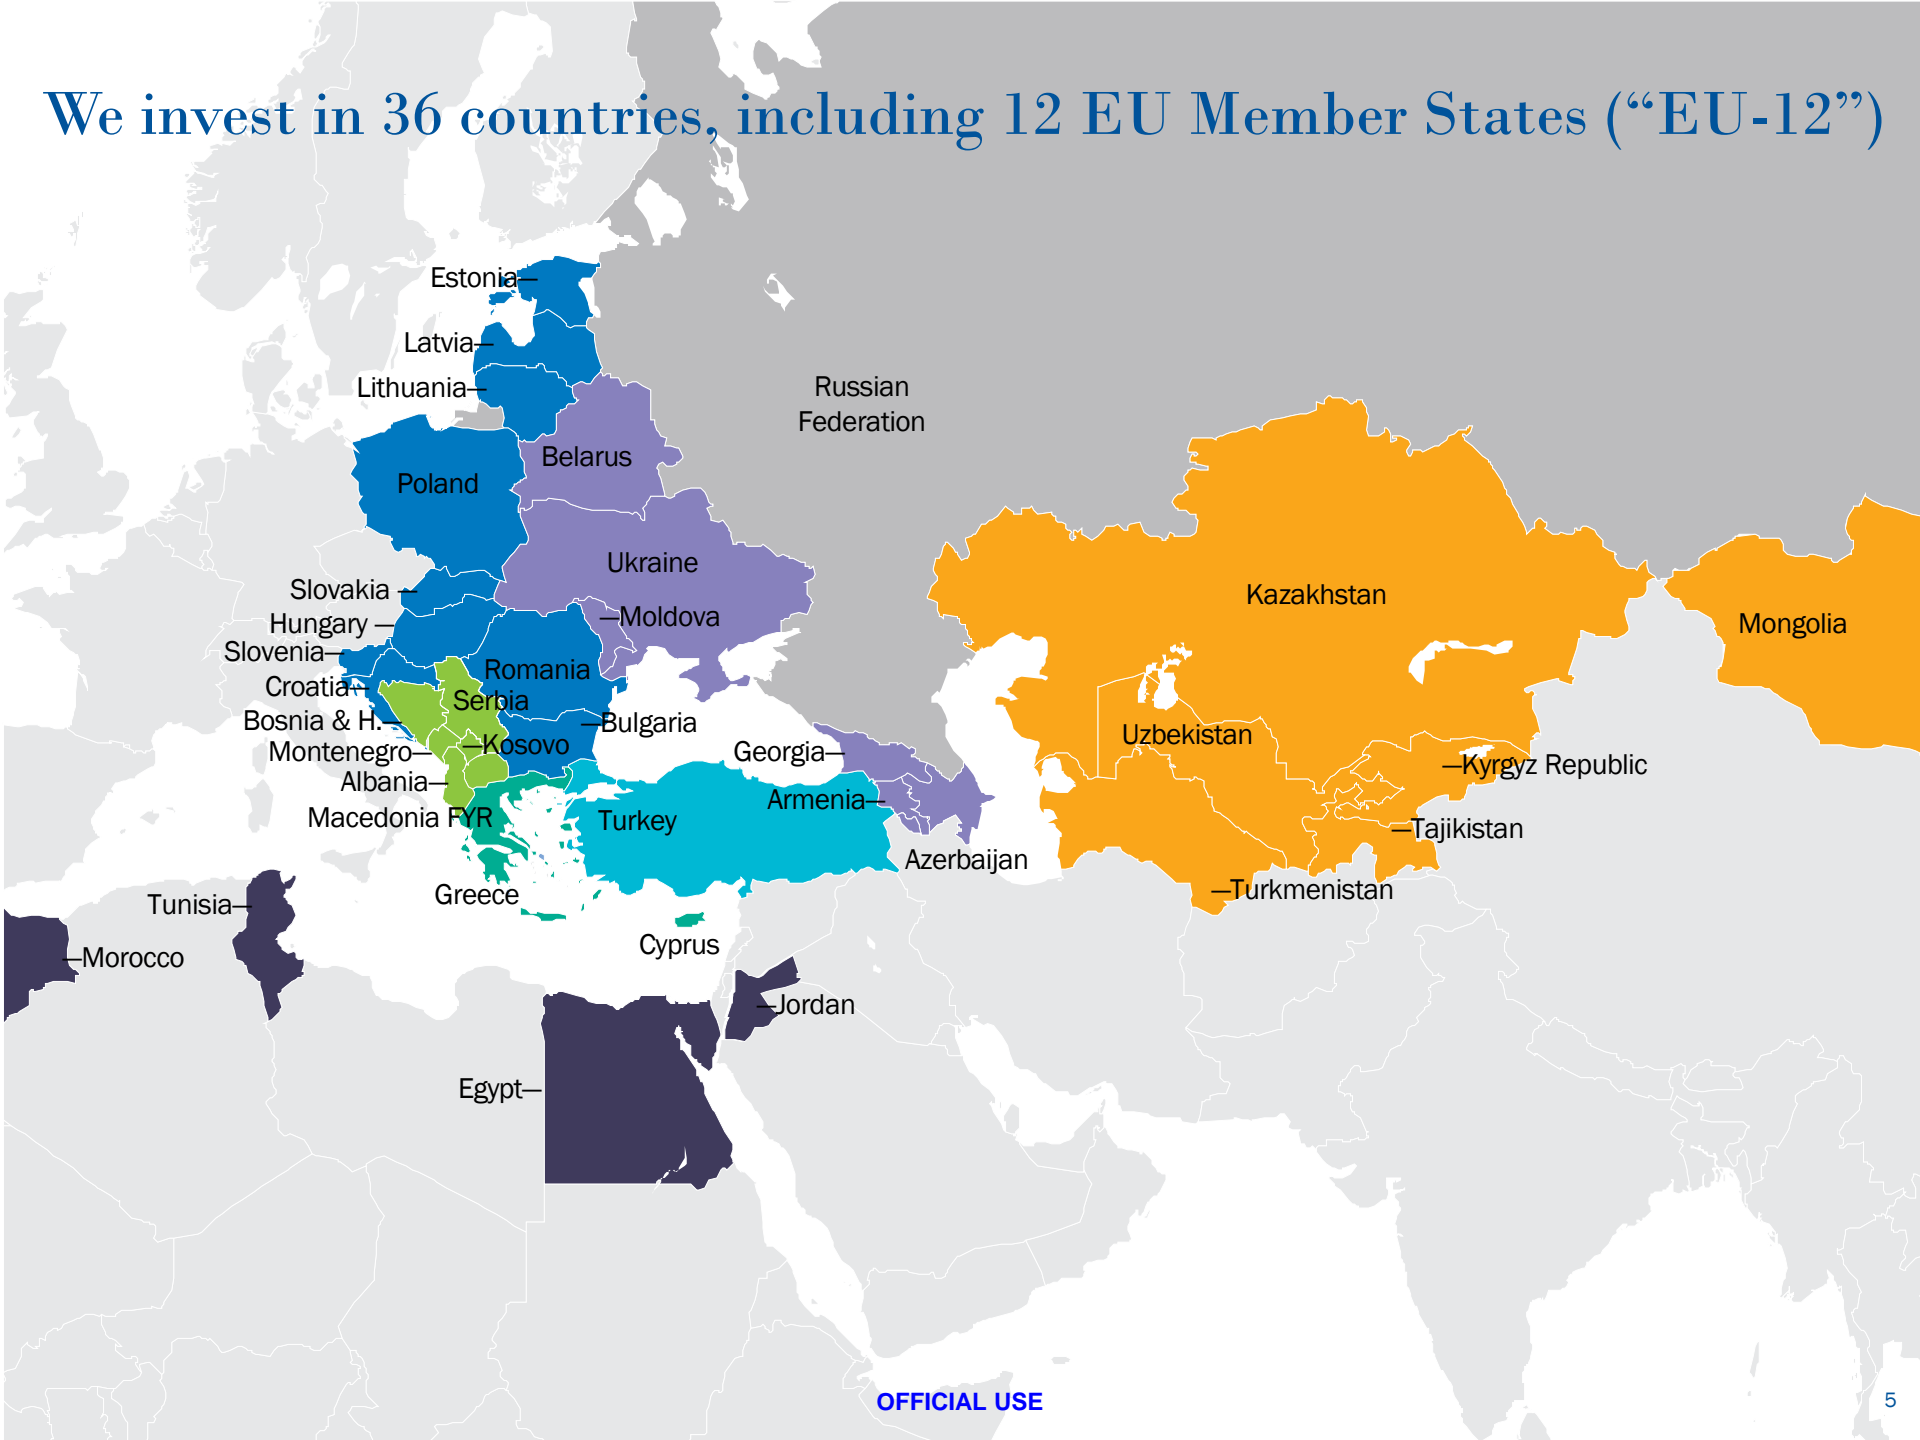 We invest in 36 countries, including 12 EU Member States (“EU-12”)
Estonia
Latvia
Lithuania
Russian
Federation
Belarus
Poland
Ukraine
Slovakia
Kazakhstan
Moldova
Hungary
Mongolia
Slovenia
Romania
Croatia
Serbia
Bosnia & H.
Bulgaria
Uzbekistan
Kosovo
Montenegro
Georgia
Kyrgyz Republic
Albania
Armenia
Macedonia FYR
Turkey
Tajikistan
Azerbaijan
Turkmenistan
Greece
Tunisia
Cyprus
Morocco
Jordan
Egypt
OFFICIAL USE
5